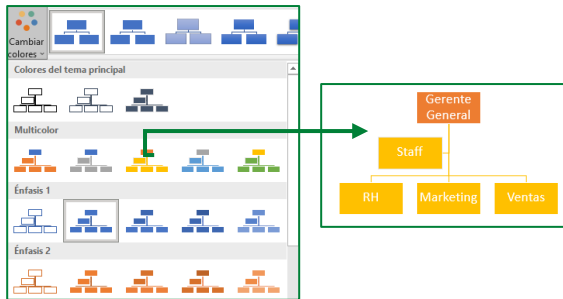 Cambiar
colores
Colores del tema principal
Multicolor
Énfasis 1
Énfasis 2
Gerente
General
Staff
RH
Marketing
Ventas